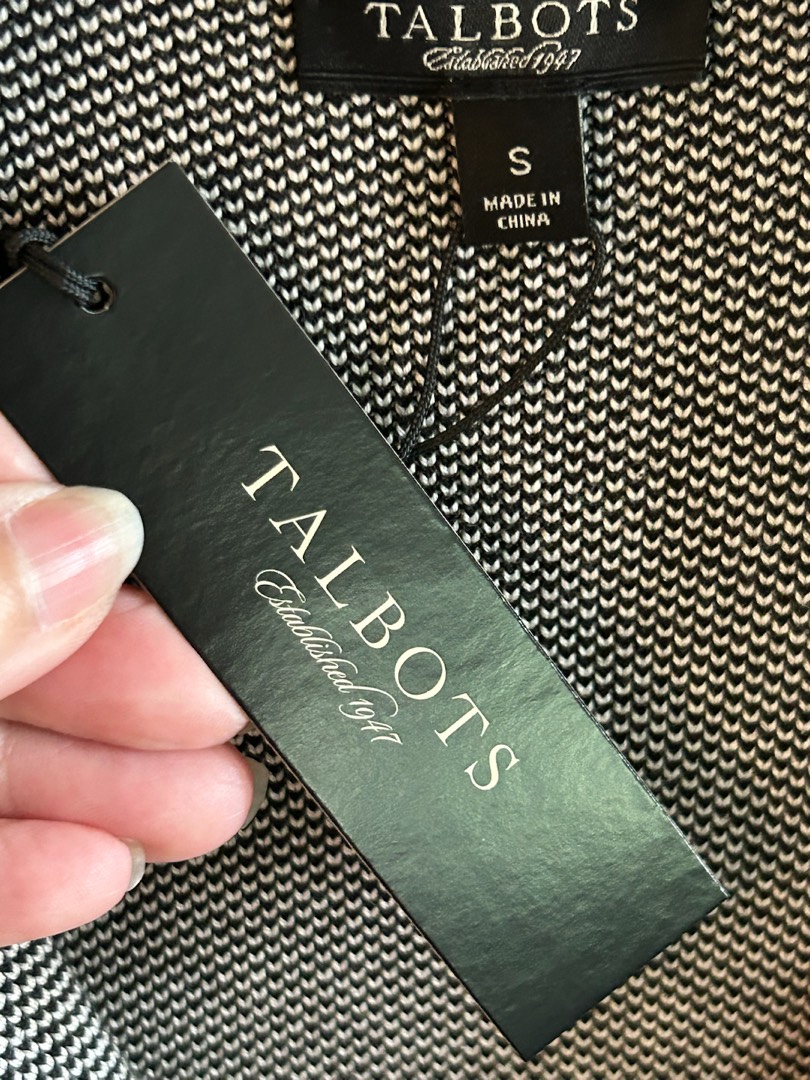 TALBOTS
Established 1947
S
MADE IN
CHINA
TALBOTS
Established 1947